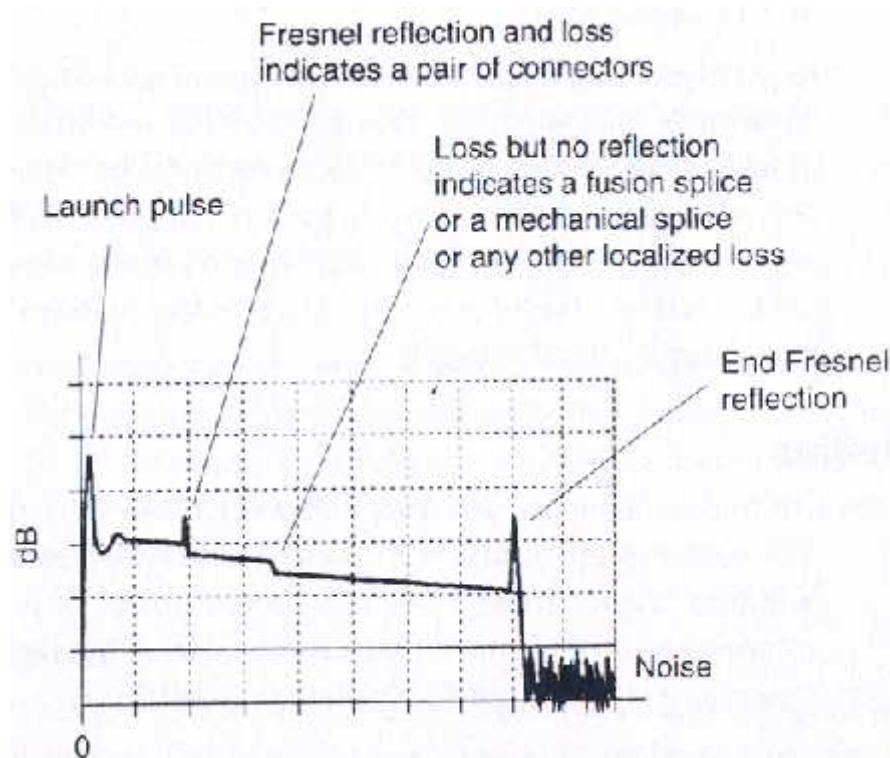 Fresnel reflection and loss
indicates a pair of connectors
Loss but no reflection
indicates a fusion splice
or a mechanical splice
or any other localized loss
Launch pulse
End Fresnel
reflection
dB
Noise
0